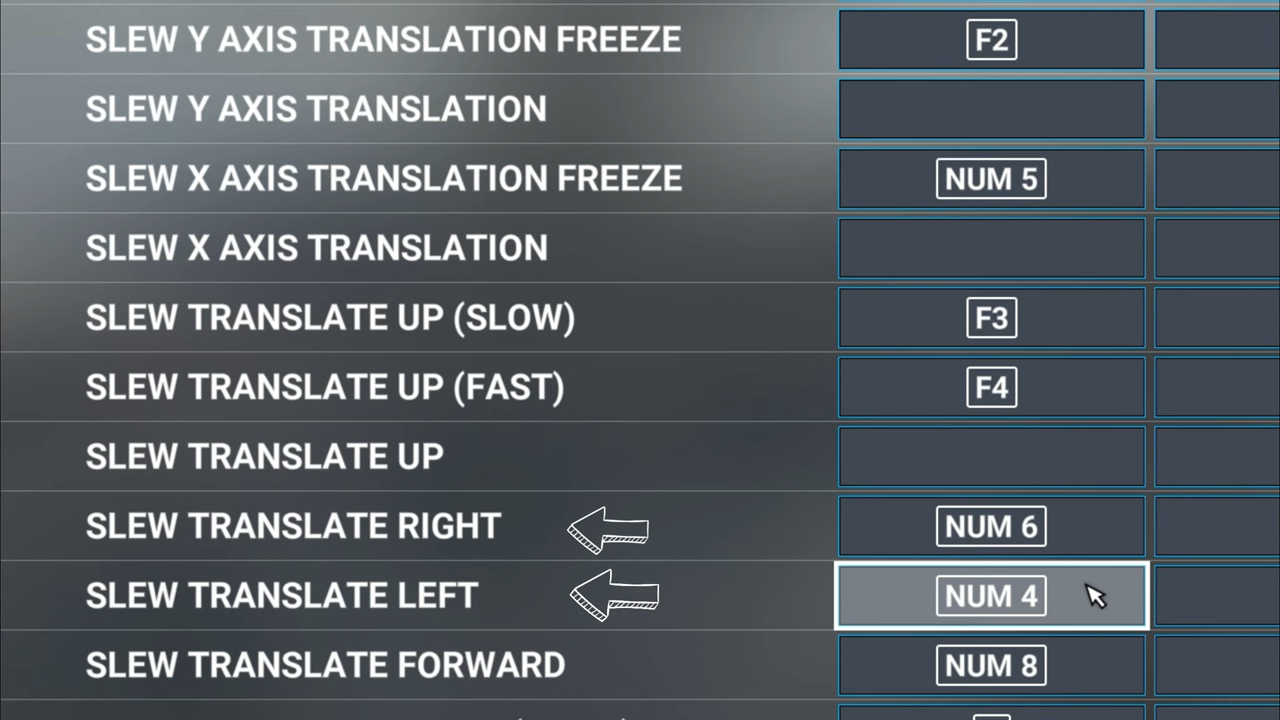 SLEW Y AXIS TRANSLATION FREEZE F2
SLEW Y AXIS TRANSLATION
SLEW X AXIS TRANSLATION FREEZE NUM 5
SLEW X AXIS TRANSLATION
SLEW TRANSLATE UP (SLOW) F3
SLEW TRANSLATE UP (FAST) F4
SLEW TRANSLATE UP
SLEW TRANSLATE RIGHT NUM 6
SLEW TRANSLATE LEFT NUM 4
SLEW TRANSLATE FORWARD NUM 8